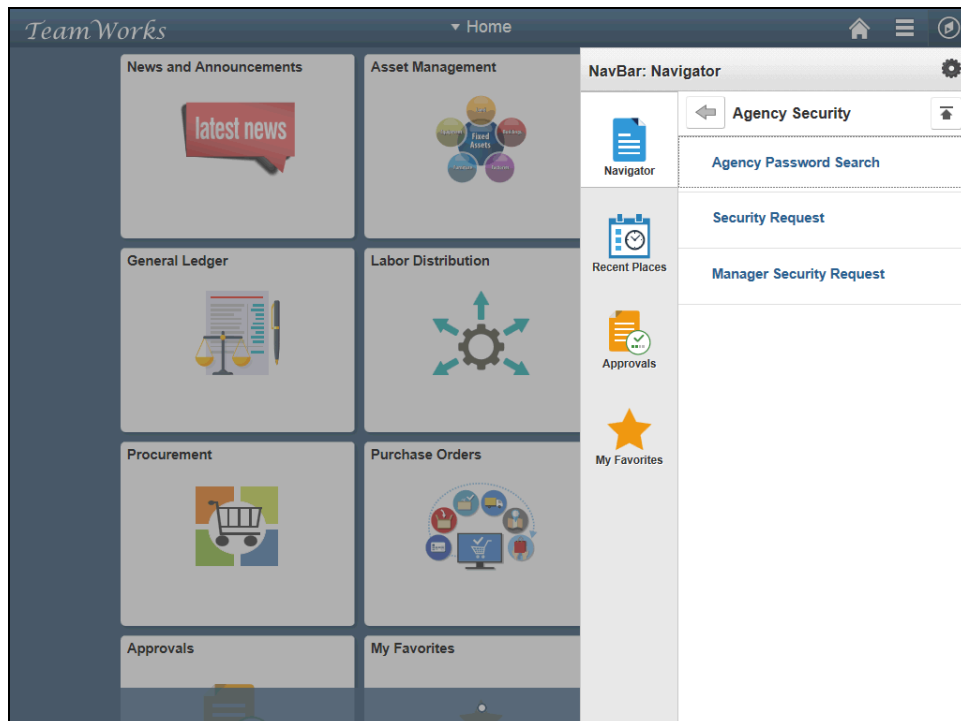 TeamWorks
Home
News and Announcements
latest news
Asset Management
Fixed
Assets
General Ledger
Labor Distribution
Procurement
Purchase Orders
Approvals
My Favorites
NavBar: Navigator
Navigator
Recent Places
Approvals
My Favorites
Agency Security
Agency Password Search
Security Request
Manager Security Request